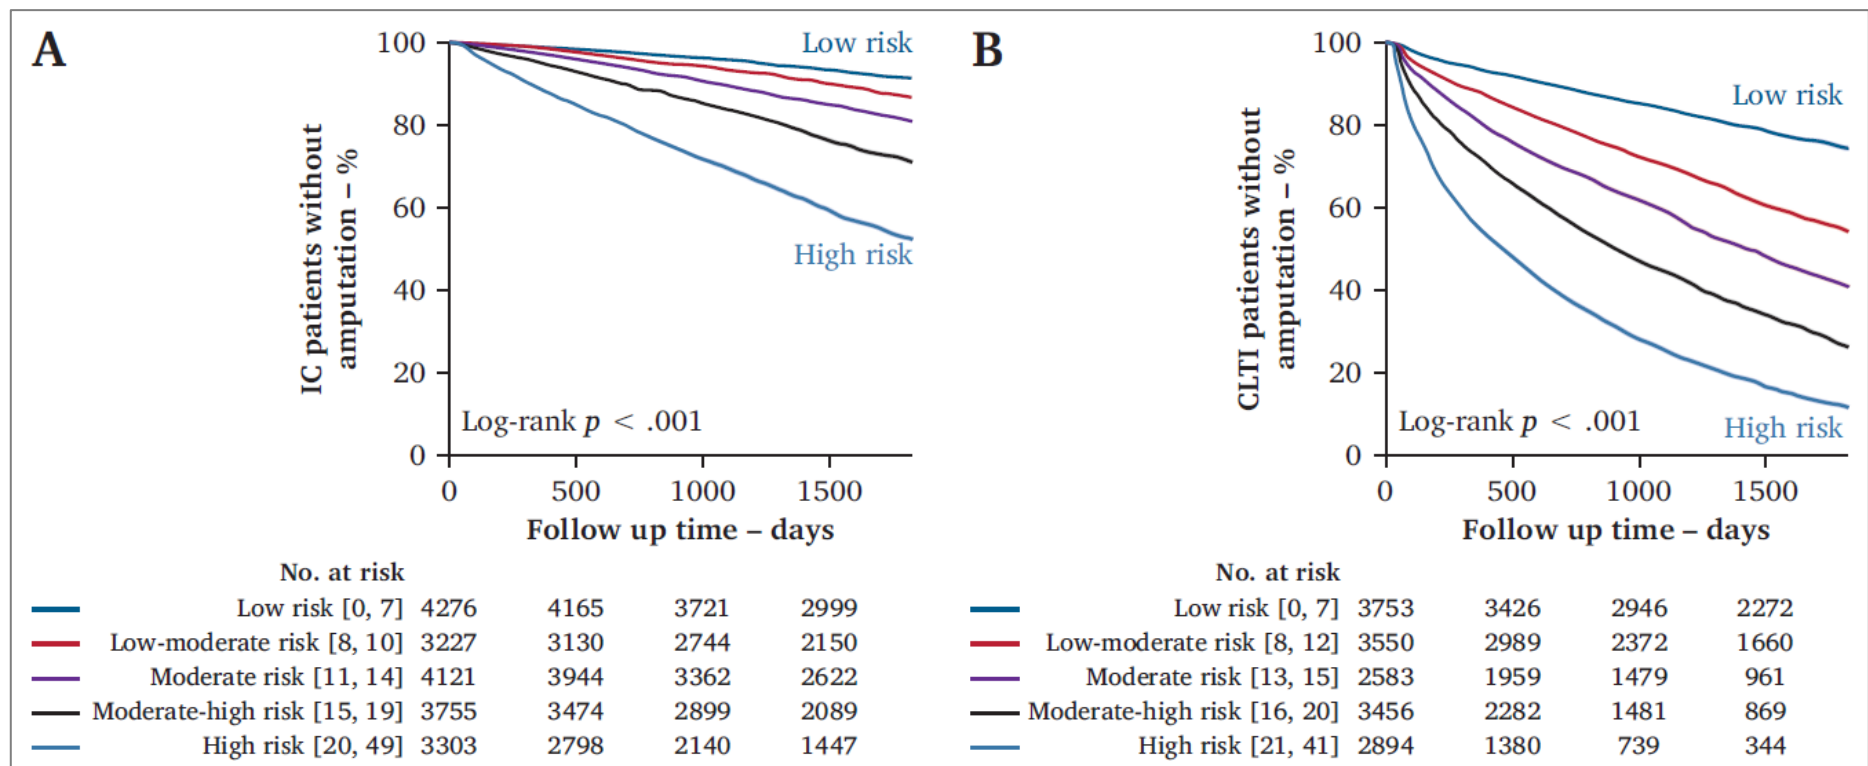 A
100
80
60
40
20
0
IC patients without
amputation – %
Low risk
High risk
Log-rank p < .001
0 500 1000 1500
Follow up time – days
No. at risk
Low risk [0, 7] 4276 4165 3721 2999
Low-moderate risk [8, 10] 3227 3130 2744 2150
Moderate risk [11, 14] 4121 3944 3362 2622
Moderate-high risk [15, 19] 3755 3474 2899 2089
High risk [20, 49] 3303 2798 2140 1447
B
100
80
60
40
20
0
CLTI patients without
amputation – %
Low risk
High risk
Log-rank p < .001
0 500 1000 1500
Follow up time – days
No. at risk
Low risk [0, 7] 3753 3426 2946 2272
Low-moderate risk [8, 12] 3550 2989 2372 1660
Moderate risk [13, 15] 2583 1959 1479 961
Moderate-high risk [16, 20] 3456 2282 1481 869
High risk [21, 41] 2894 1380 739 344